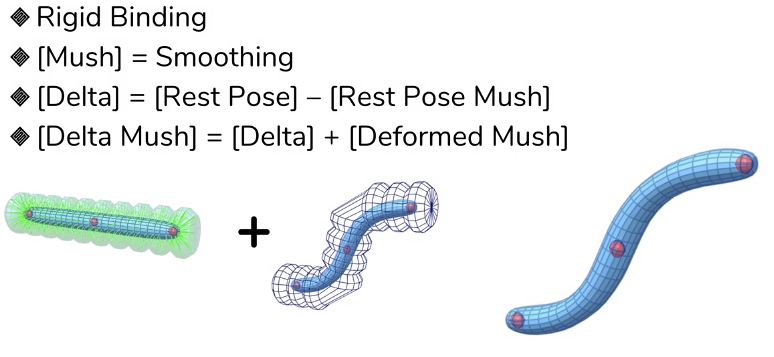 Rigid Binding
[Mush] = Smoothing
[Delta] = [Rest Pose] – [Rest Pose Mush]
[Delta Mush] = [Delta] + [Deformed Mush]
+